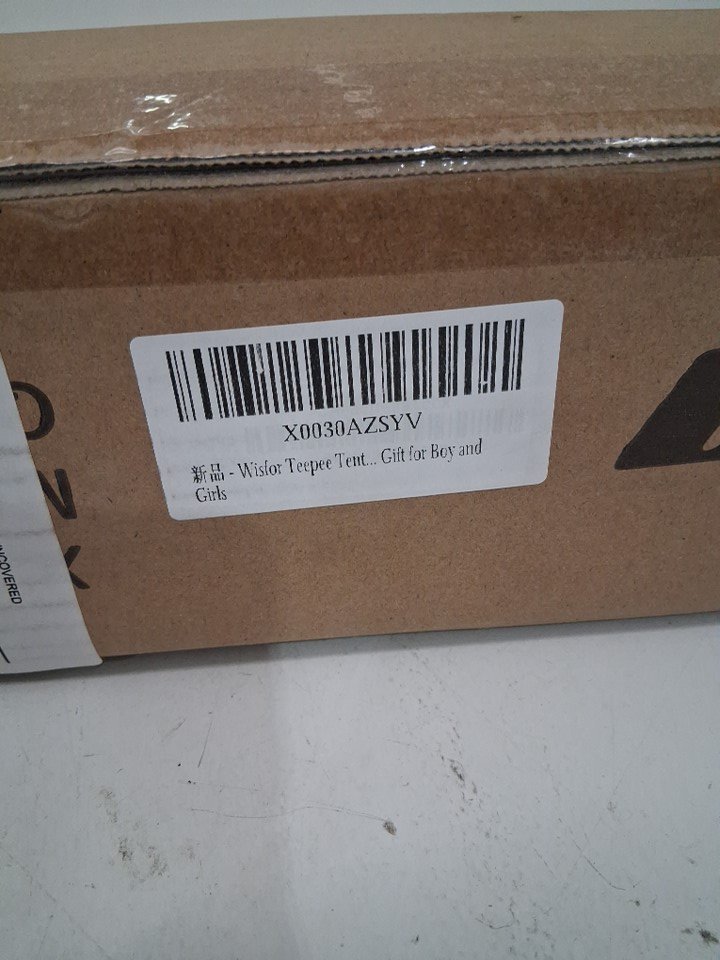 X0030AZSYV
新品 - Wisfor Teepee Tent... Gift for Boy and
Girls
O
N
X